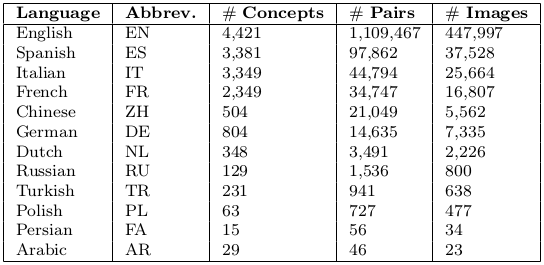 Language Abbrev. # Concepts # Pairs # Images
English EN 4,421 1,109,467 447,997
Spanish ES 3,381 97,862 37,528
Italian IT 3,349 44,794 25,664
French FR 2,349 34,747 16,807
Chinese ZH 504 21,049 5,562
German DE 804 14,635 7,335
Dutch NL 348 3,491 2,226
Russian RU 129 1,536 800
Turkish TR 231 941 638
Polish PL 63 727 477
Persian FA 15 56 34
Arabic AR 29 46 23